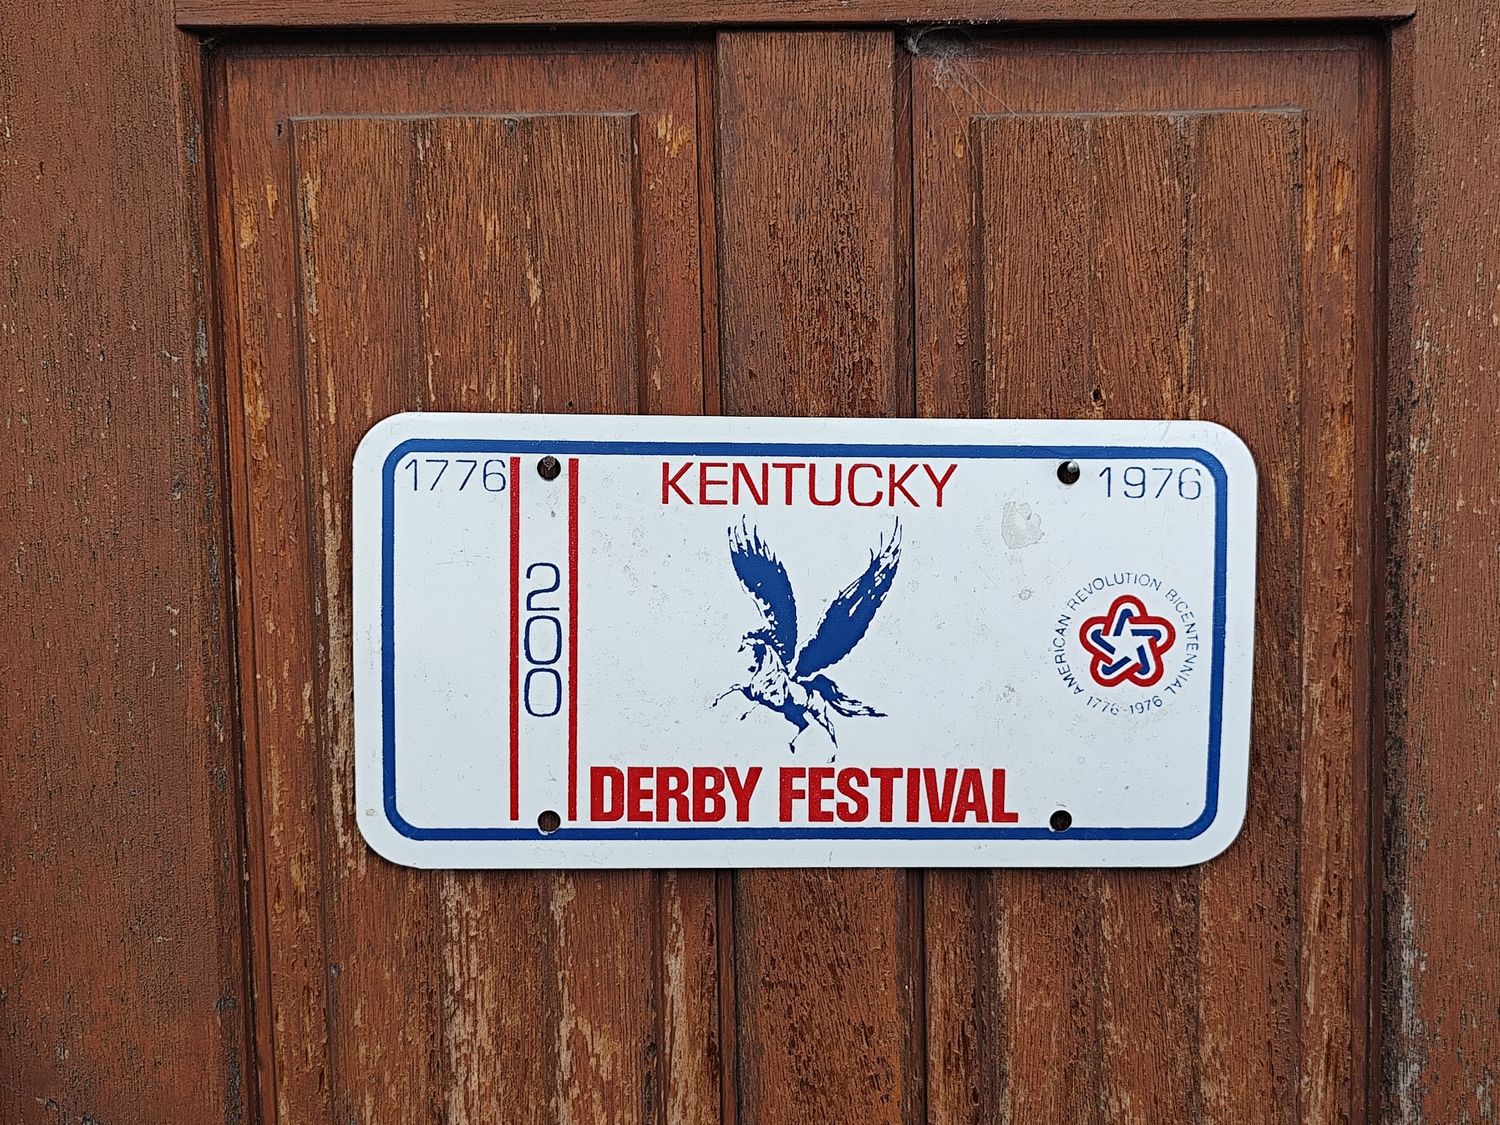 1776
KENTUCKY
1976
200
AMERICAN REVOLUTION BICENTENNIAL
1776-1976
DERBY FESTIVAL